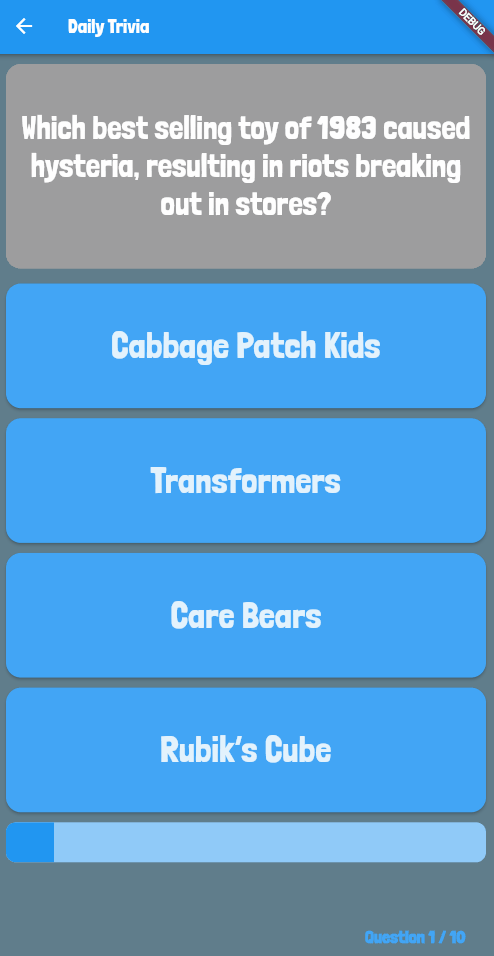 Daily Trivia
DEBUG
Which best selling toy of 1983 caused
hysteria, resulting in riots breaking
out in stores?
Cabbage Patch Kids
Transformers
Care Bears
Rubik's Cube
Question 1 / 10